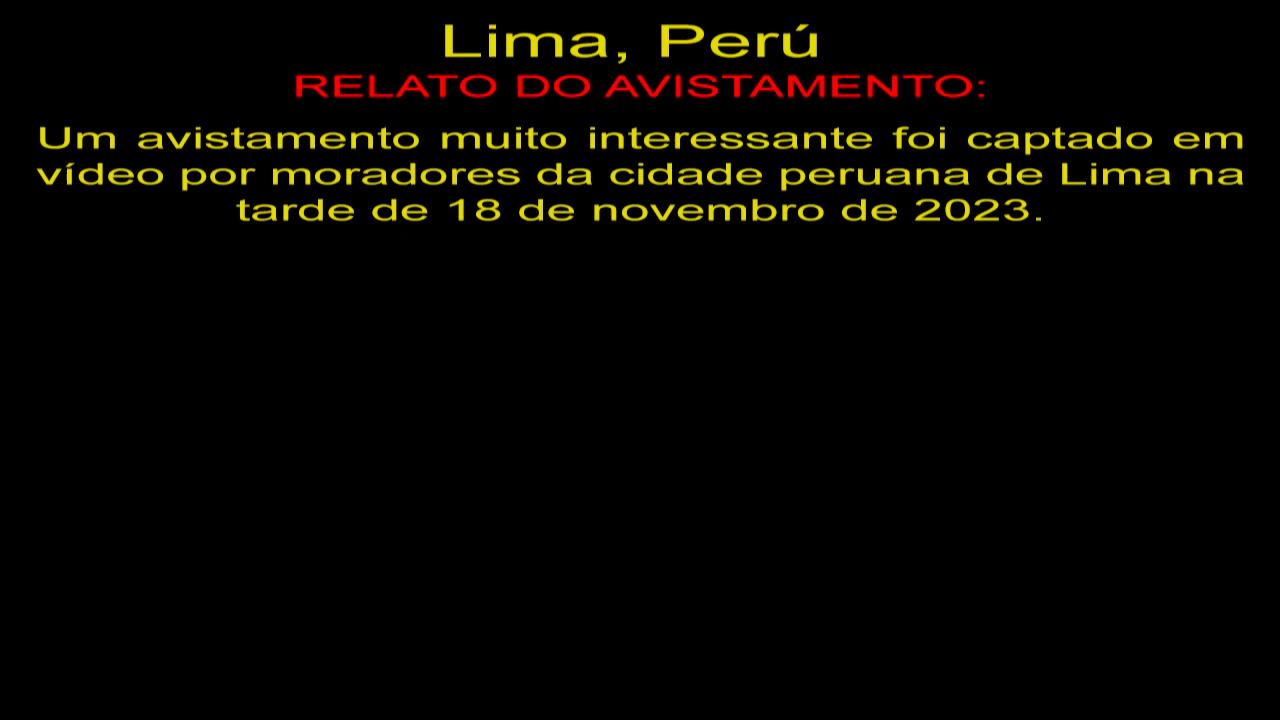 Lima, Perú
RELATO DO AVISTAMENTO:
Um avistamento muito interessante foi captado em
vídeo por moradores da cidade peruana de Lima na
tarde de 18 de novembro de 2023.